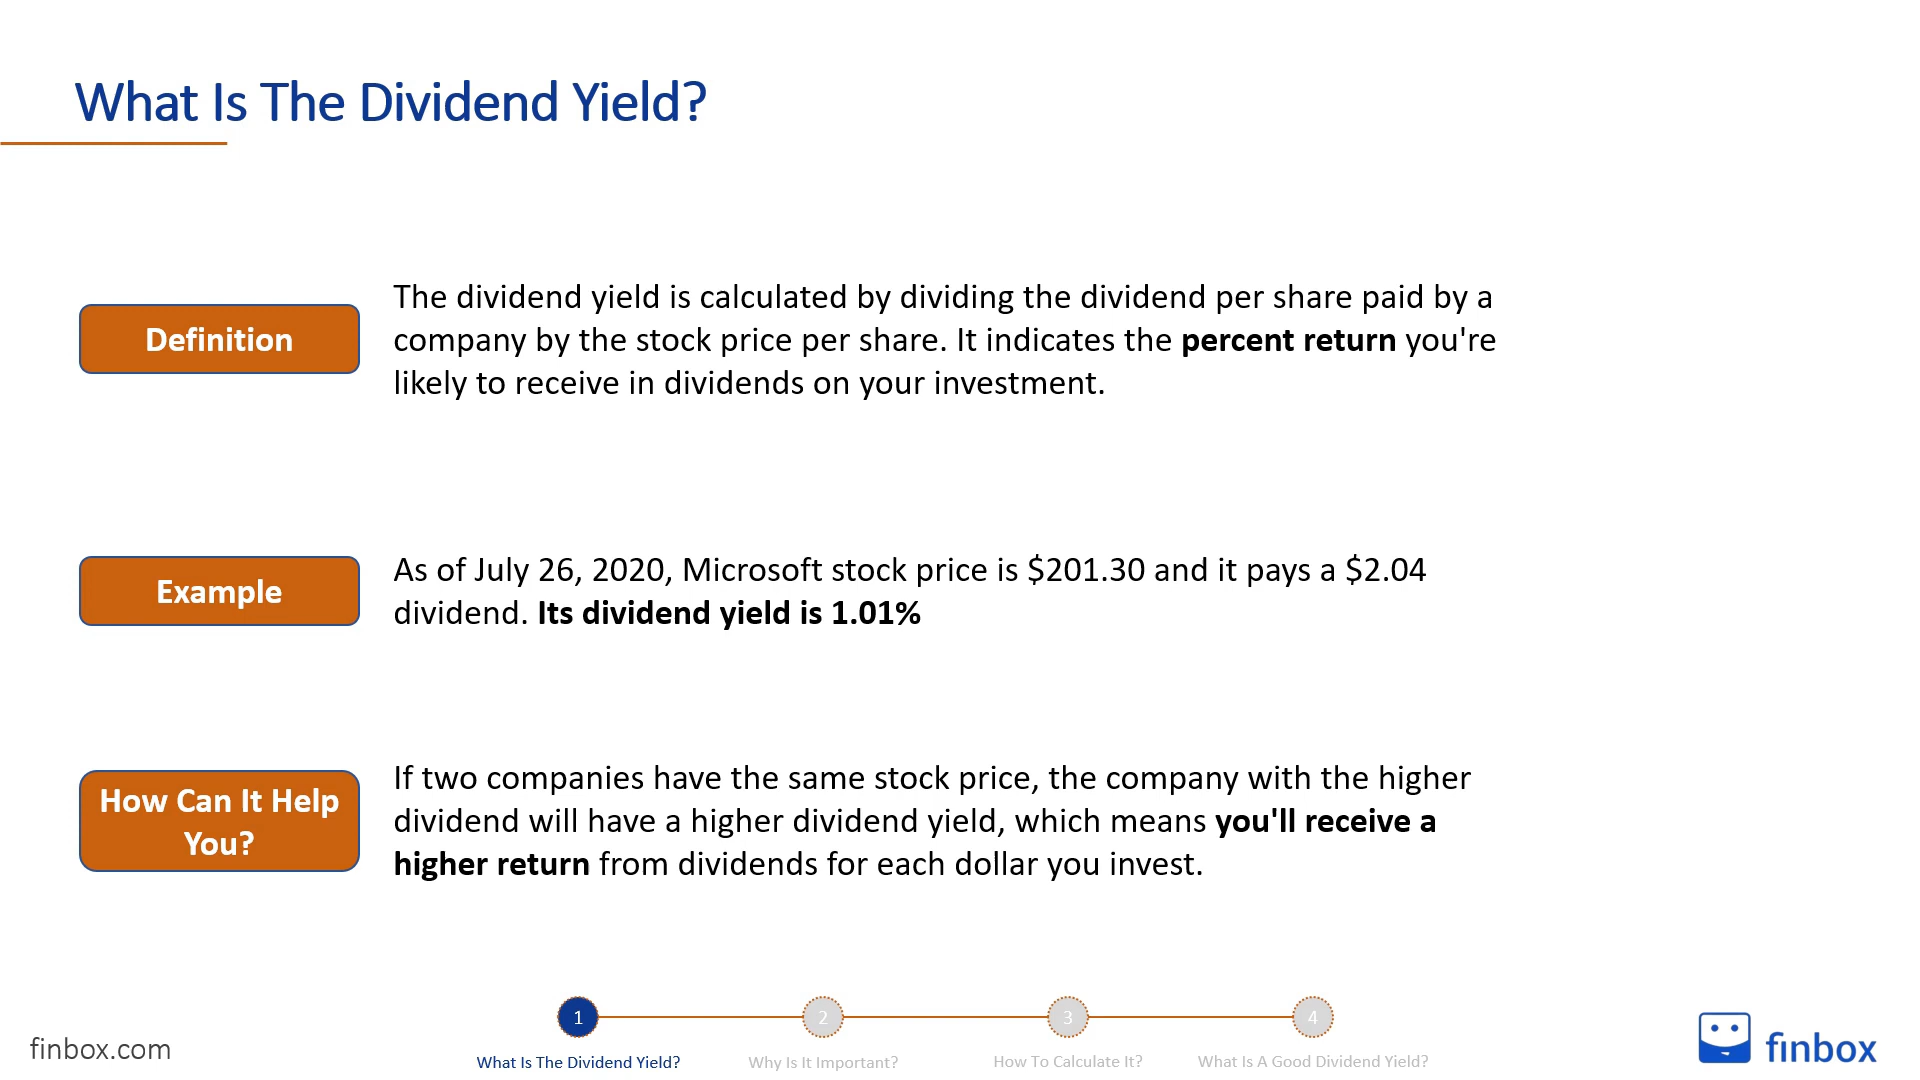 What Is The Dividend Yield?
Definition
The dividend yield is calculated by dividing the dividend per share paid by a
company by the stock price per share. It indicates the percent return you're
likely to receive in dividends on your investment.
Example
As of July 26, 2020, Microsoft stock price is $201.30 and it pays a $2.04
dividend. Its dividend yield is 1.01%
How Can It Help
You?
If two companies have the same stock price, the company with the higher
dividend will have a higher dividend yield, which means you'll receive a
higher return from dividends for each dollar you invest.
1
2
3
4
What Is The Dividend Yield?
Why Is It Important?
How To Calculate It?
What Is A Good Dividend Yield?
finbox.com
finbox